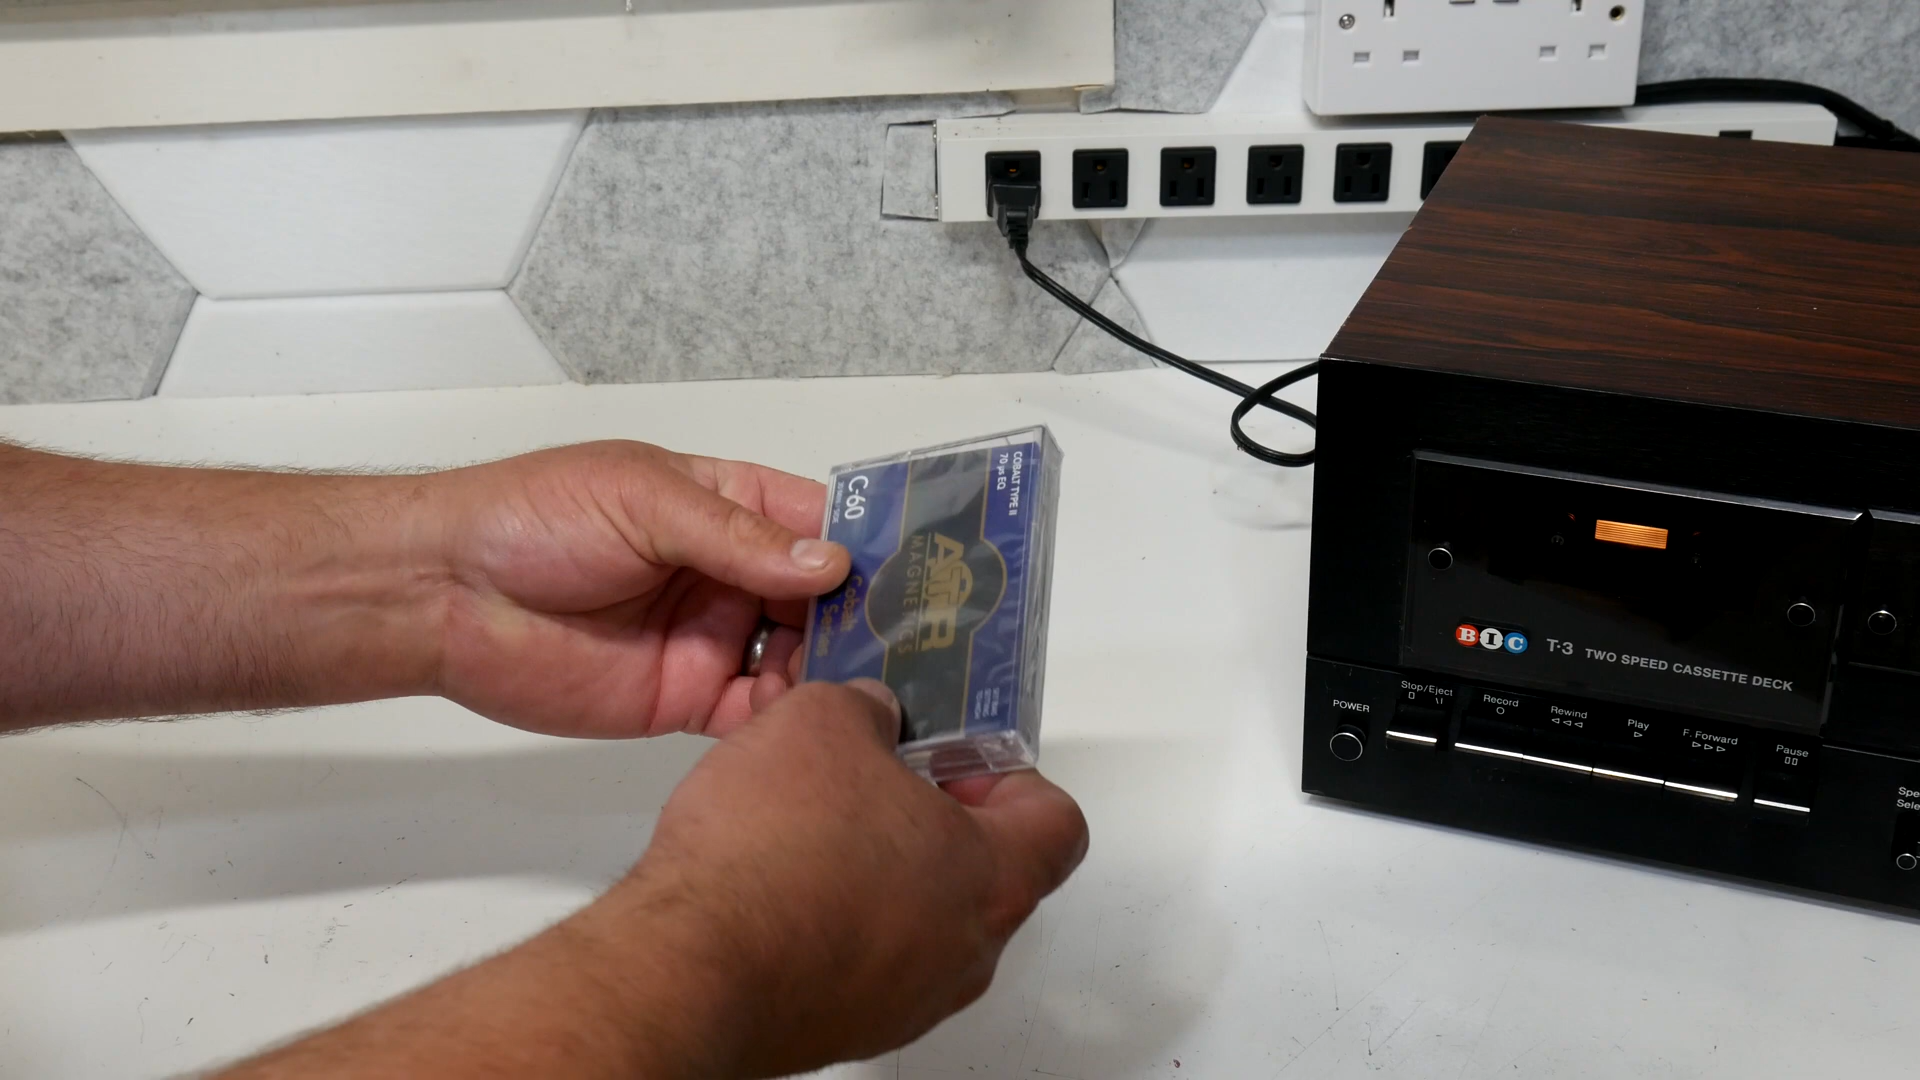 COBALT TYPE II
70 µs EQ
ATR
MAGNETICS
Cobalt
Series
C-60
BIC
T·3 TWO SPEED CASSETTE DECK
POWER
Stop/Eject
Record
Rewind
Play
F. Forward
Pause